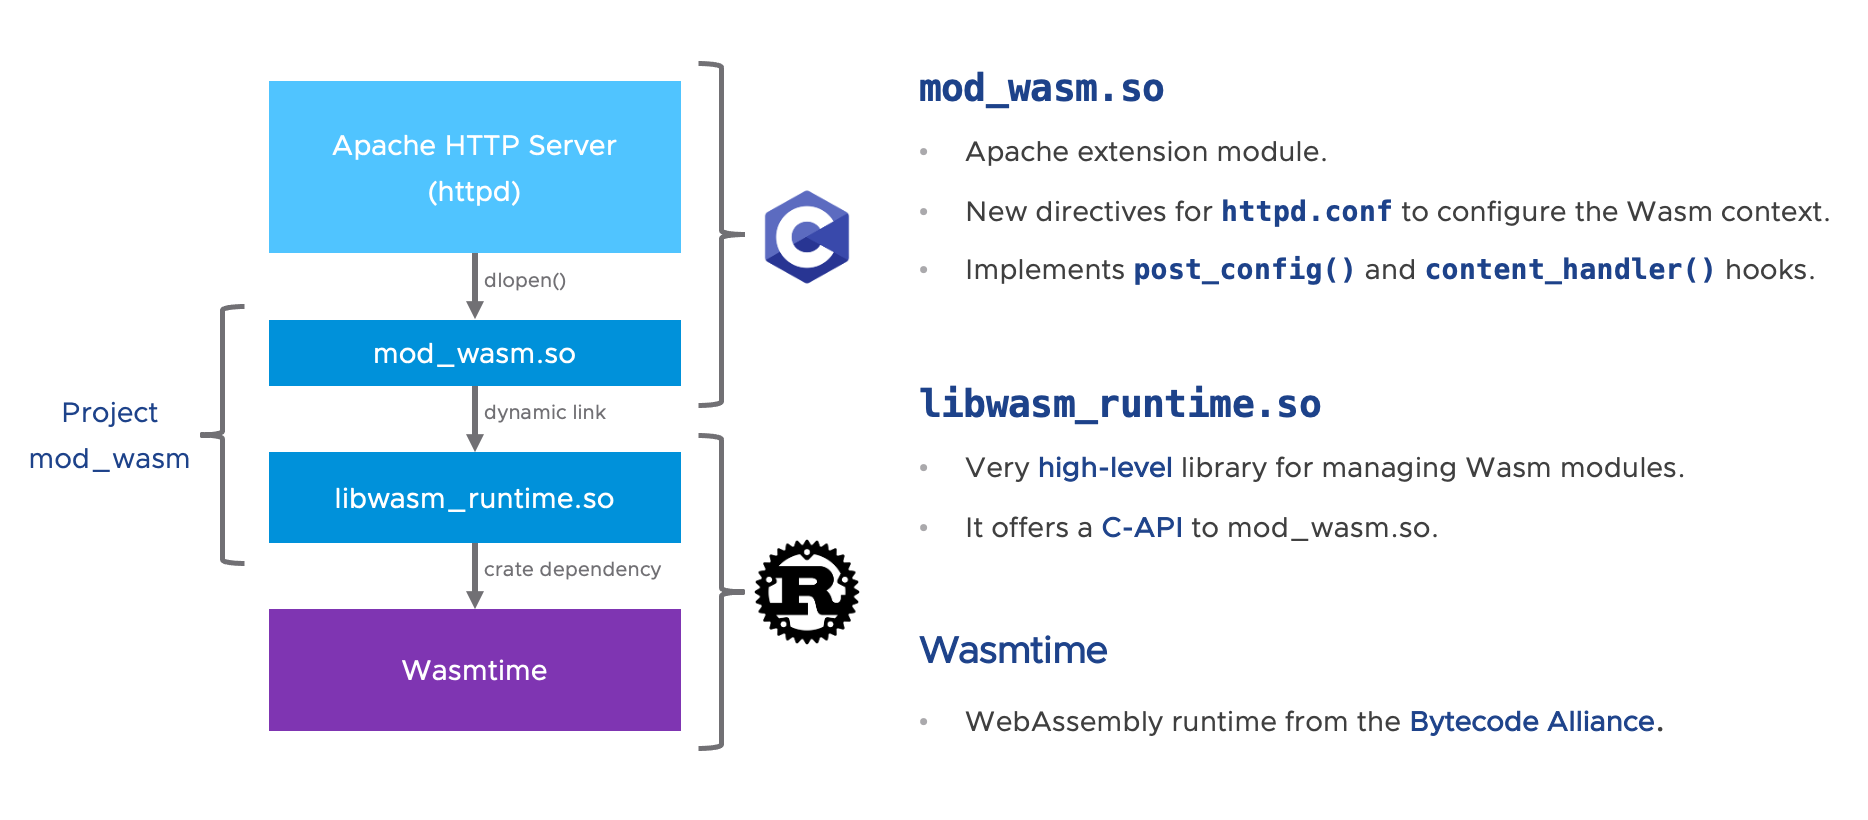 Apache HTTP Server
(httpd)
dlopen()
mod_wasm.so
dynamic link
Project
mod_wasm
libwasm_runtime.so
crate dependency
Wasmtime
C
R
mod_wasm.so
• Apache extension module.
• New directives for httpd.conf to configure the Wasm context.
• Implements post_config() and content_handler() hooks.
libwasm_runtime.so
• Very high-level library for managing Wasm modules.
• It offers a C-API to mod_wasm.so.
Wasmtime
• WebAssembly runtime from the Bytecode Alliance.